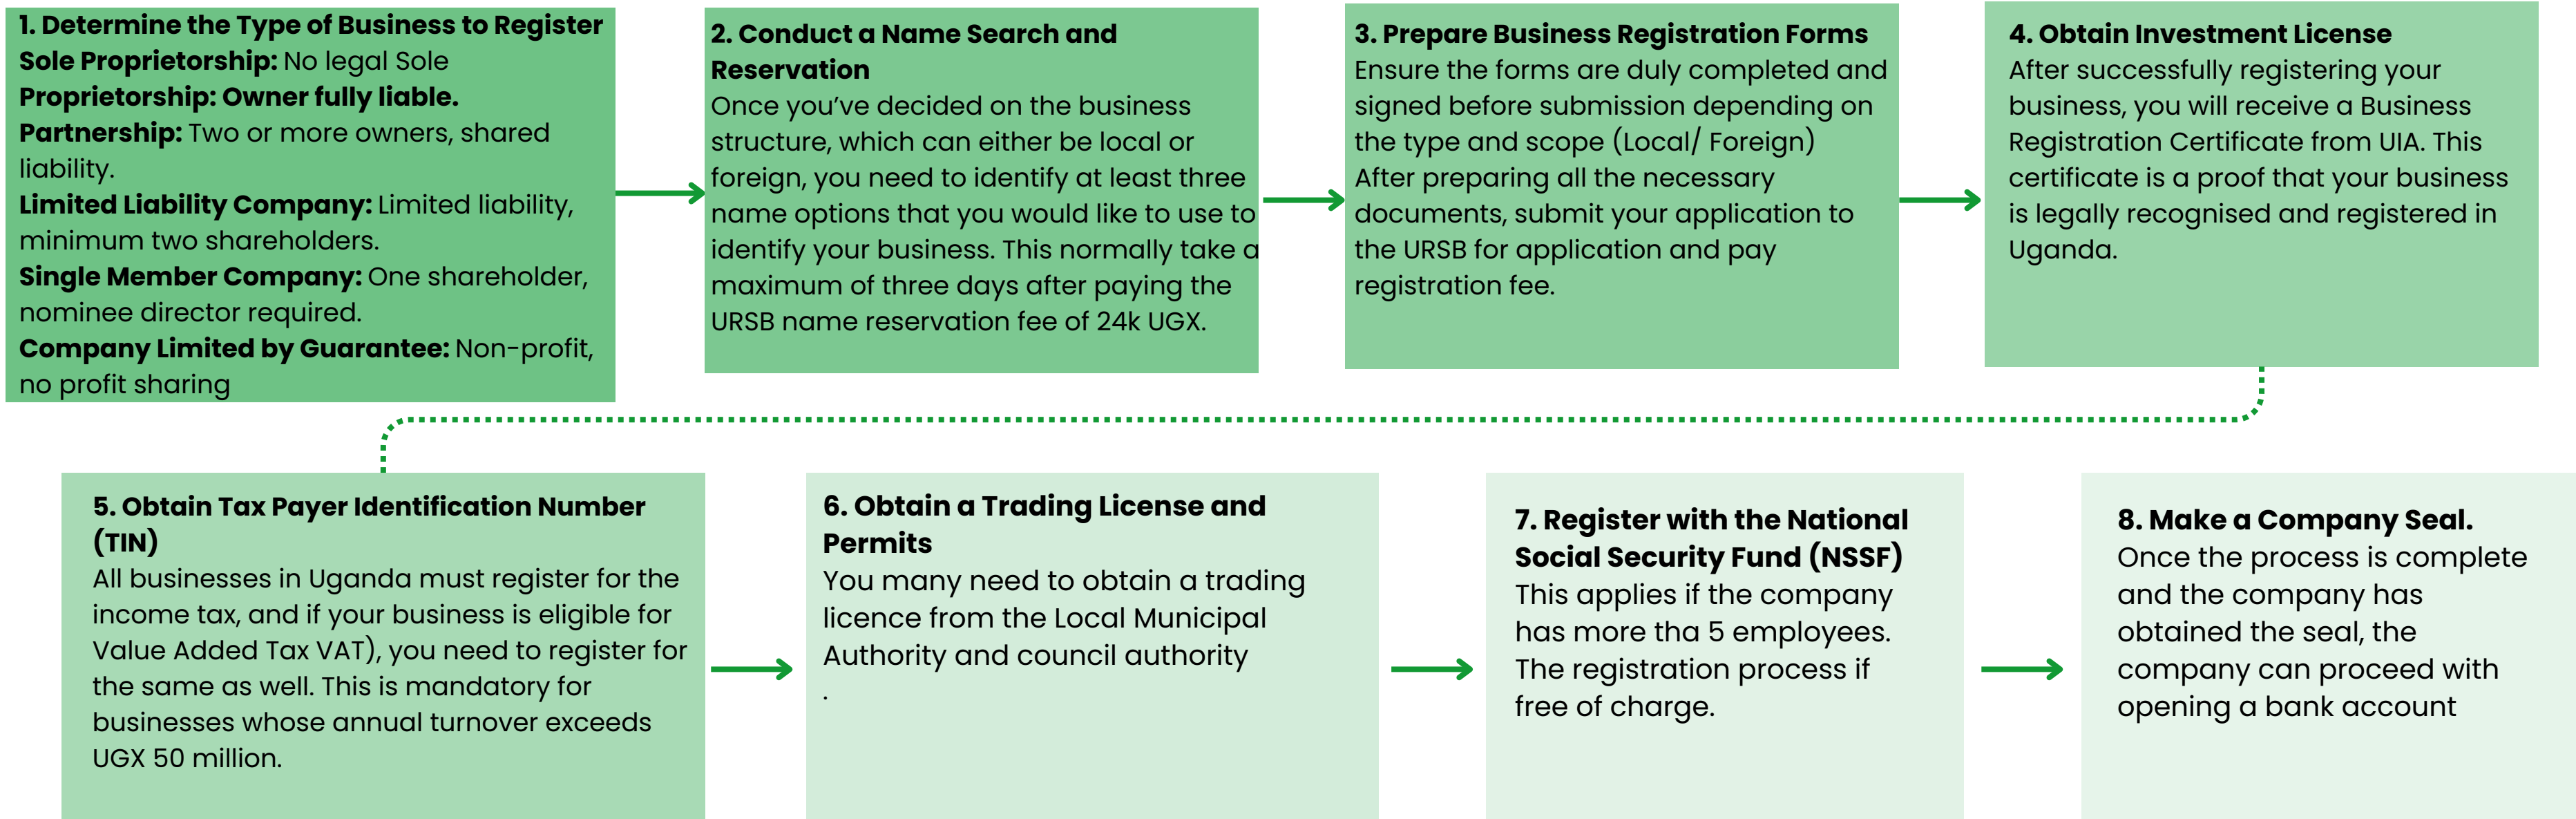 1. Determine the Type of Business to Register
Sole Proprietorship: No legal Sole
Proprietorship: Owner fully liable.
Partnership: Two or more owners, shared
liability.
Limited Liability Company: Limited liability,
minimum two shareholders.
Single Member Company: One shareholder,
nominee director required.
Company Limited by Guarantee: Non-profit,
no profit sharing
2. Conduct a Name Search and
Reservation
Once you’ve decided on the business
structure, which can either be local or
foreign, you need to identify at least three
name options that you would like to use to
identify your business. This normally take a
maximum of three days after paying the
URSB name reservation fee of 24k UGX.
3. Prepare Business Registration Forms
Ensure the forms are duly completed and
signed before submission depending on
the type and scope (Local/ Foreign)
After preparing all the necessary
documents, submit your application to
the URSB for application and pay
registration fee.
4. Obtain Investment License
After successfully registering your
business, you will receive a Business
Registration Certificate from UIA. This
certificate is a proof that your business
is legally recognised and registered in
Uganda.
5. Obtain Tax Payer Identification Number
(TIN)
All businesses in Uganda must register for the
income tax, and if your business is eligible for
Value Added Tax VAT), you need to register for
the same as well. This is mandatory for
businesses whose annual turnover exceeds
UGX 50 million.
6. Obtain a Trading License and
Permits
You many need to obtain a trading
licence from the Local Municipal
Authority and council authority
.
7. Register with the National
Social Security Fund (NSSF)
This applies if the company
has more tha 5 employees.
The registration process if
free of charge.
8. Make a Company Seal.
Once the process is complete
and the company has
obtained the seal, the
company can proceed with
opening a bank account